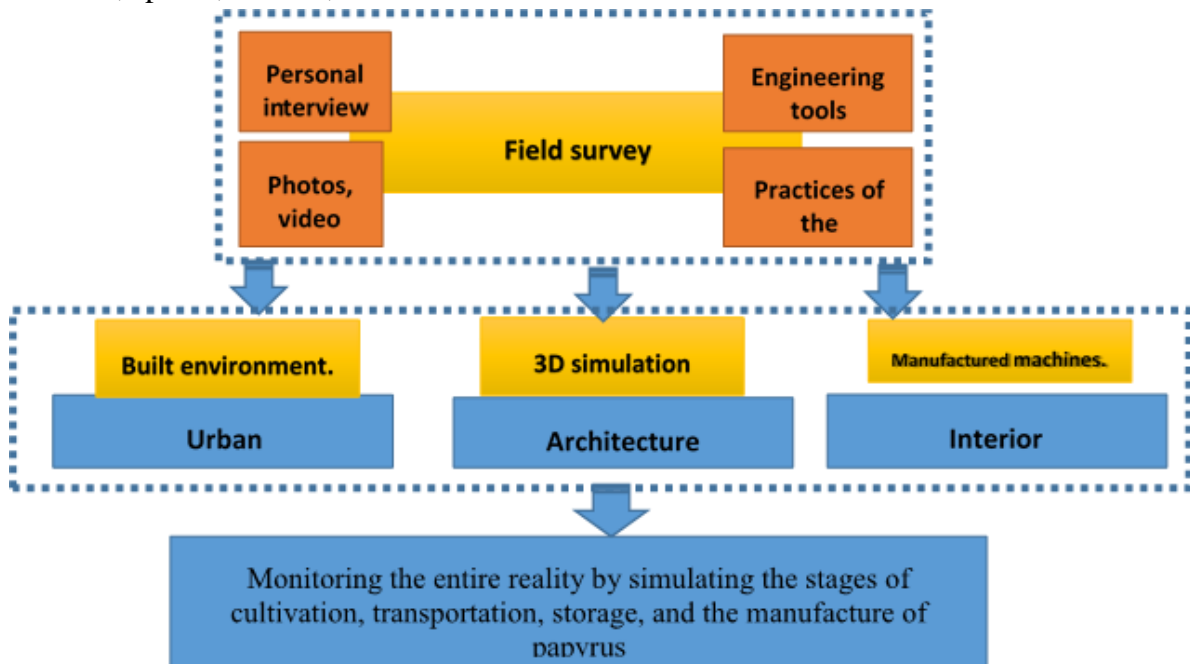 Personal
interview
Engineering
tools
Field survey
Photos,
video
Practices of
the
Built environment.
3D simulation
Manufactured machines.
Urban
Architecture
Interior
Monitoring the entire reality by simulating the stages of
cultivation, transportation, storage, and the manufacture of
papyrus